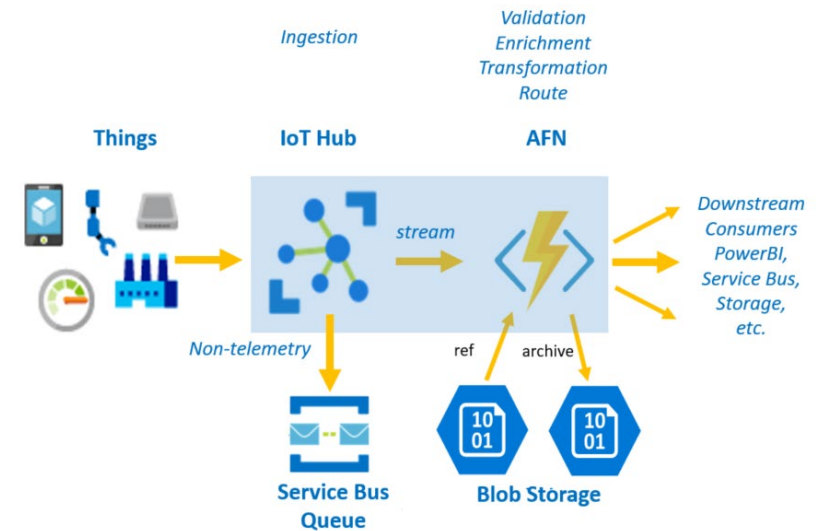 Ingestion
Validation
Enrichment
Transformation
Route
Things
IoT Hub
AFN
stream
Downstream
Consumers
PowerBI,
Service Bus,
Storage,
etc.
Non-telemetry
ref
archive
10
01
10
01
Service Bus
Queue
Blob Storage